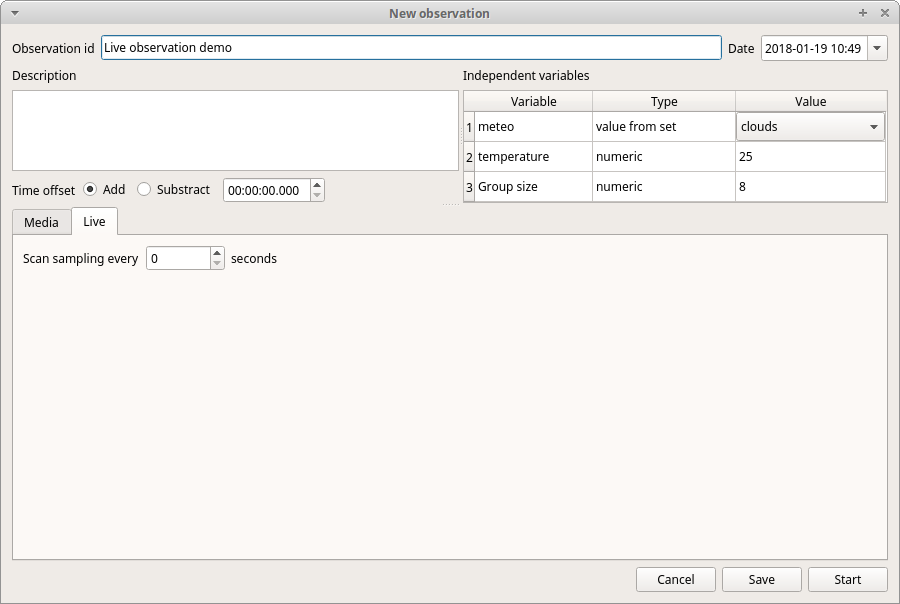 New observation
Observation id Live observation demo Date 2018-01-19 10:49
Description
Independent variables
Variable Type Value
1 meteo value from set clouds
2 temperature numeric 25
3 Group size numeric 8
Time offset Add Substract 00:00:00.000
Media Live
Scan sampling every 0 seconds
Cancel Save Start